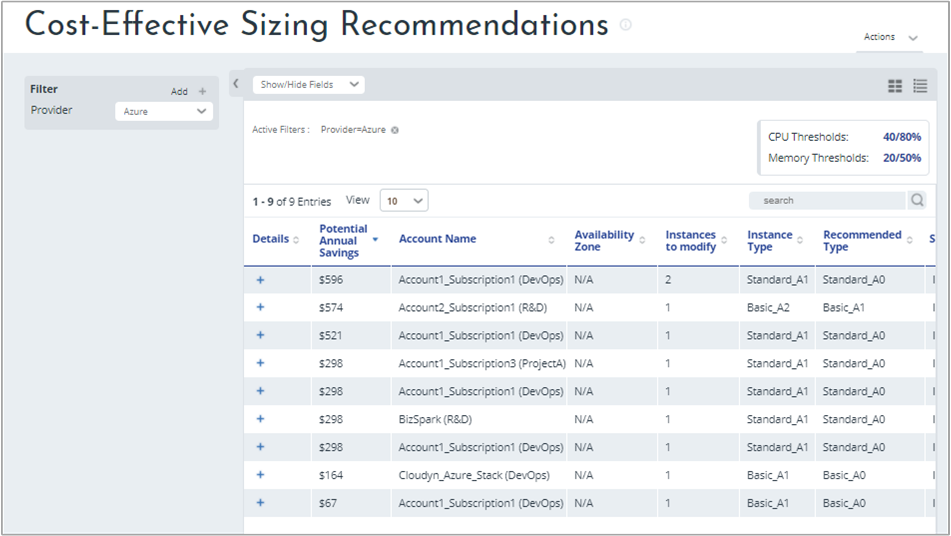 Cost-Effective Sizing Recommendations
Actions
Filter
Add +
Provider
Azure
Show/Hide Fields
Active Filters : Provider=Azure
CPU Thresholds: 40/80%
Memory Thresholds: 20/50%
1 - 9 of 9 Entries View 10
search
Details Potential Annual Savings Account Name Availability Zone Instances to modify Instance Type Recommended Type S
+ $596 Account1_Subscription1 (DevOps) N/A 2 Standard_A1 Standard_A0
+ $574 Account2_Subscription1 (R&D) N/A 1 Basic_A2 Basic_A1
+ $521 Account1_Subscription1 (DevOps) N/A 1 Standard_A1 Standard_A0
+ $298 Account1_Subscription3 (ProjectA) N/A 1 Standard_A1 Standard_A0
+ $298 Account1_Subscription1 (DevOps) N/A 1 Standard_A1 Standard_A0
+ $298 BizSpark (R&D) N/A 1 Standard_A1 Standard_A0
+ $298 Account1_Subscription1 (DevOps) N/A 1 Standard_A1 Standard_A0
+ $164 Cloudyn_Azure_Stack (DevOps) N/A 1 Basic_A1 Basic_A0
+ $67 Account1_Subscription1 (DevOps) N/A 1 Basic_A1 Basic_A0